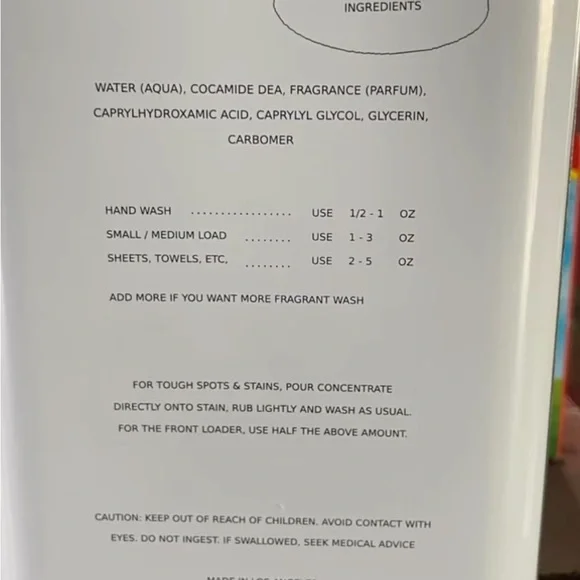 INGREDIENTS
WATER (AQUA), COCAMIDE DEA, FRAGRANCE (PARFUM),
CAPRYLHYDROXAMIC ACID, CAPRYLYL GLYCOL, GLYCERIN,
CARBOMER
HAND WASH ................. USE 1/2 - 1 OZ
SMALL / MEDIUM LOAD ........ USE 1 - 3 OZ
SHEETS, TOWELS, ETC, ........ USE 2 - 5 OZ
ADD MORE IF YOU WANT MORE FRAGRANT WASH
FOR TOUGH SPOTS & STAINS, POUR CONCENTRATE
DIRECTLY ONTO STAIN, RUB LIGHTLY AND WASH AS USUAL.
FOR THE FRONT LOADER, USE HALF THE ABOVE AMOUNT.
CAUTION: KEEP OUT OF REACH OF CHILDREN. AVOID CONTACT WITH
EYES. DO NOT INGEST. IF SWALLOWED, SEEK MEDICAL ADVICE